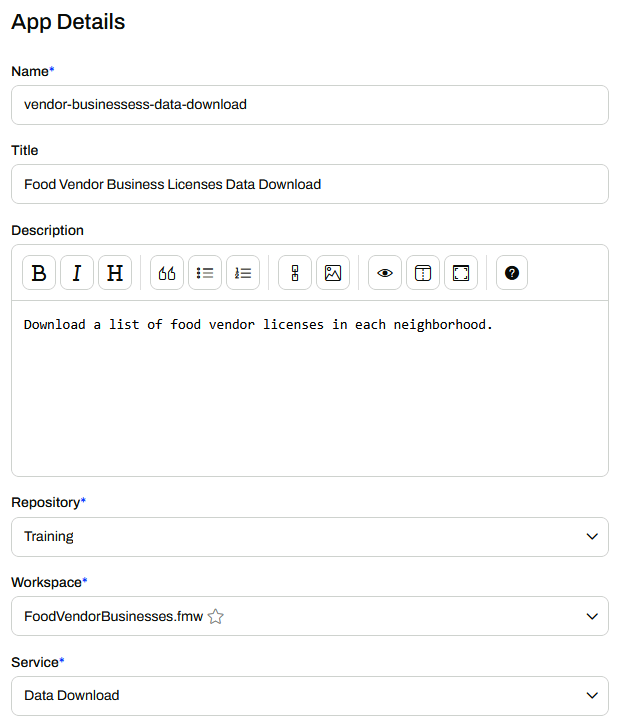 App Details
Name*
vendor-businessess-data-download
Title
Food Vendor Business Licenses Data Download
Description
B I H
Download a list of food vendor licenses in each neighborhood.
Repository*
Training
Workspace*
FoodVendorBusinesses.fmw
Service*
Data Download